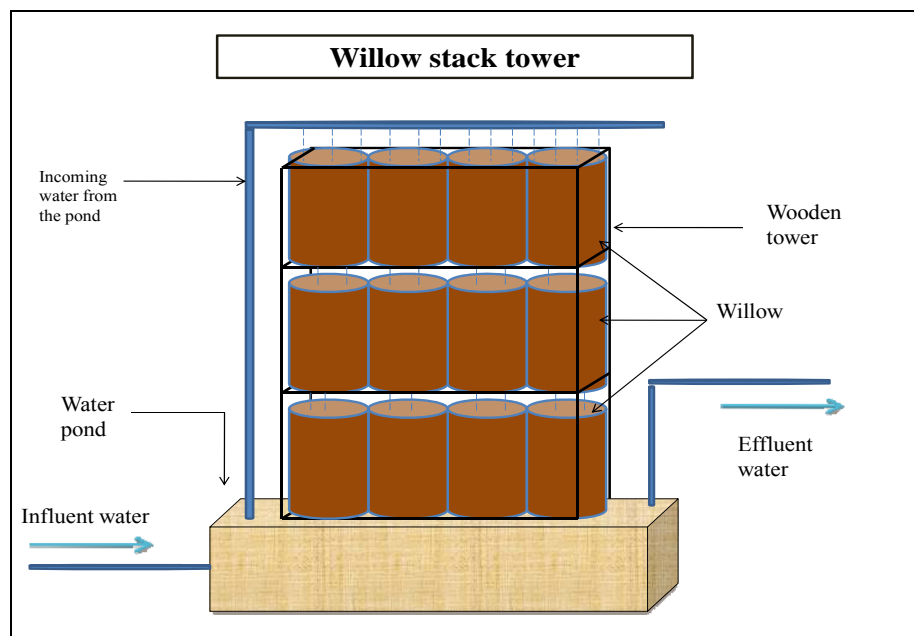 Willow stack tower
Incoming
water from
the pond
Wooden
tower
Willow
Water
pond
Effluent
water
Influent water